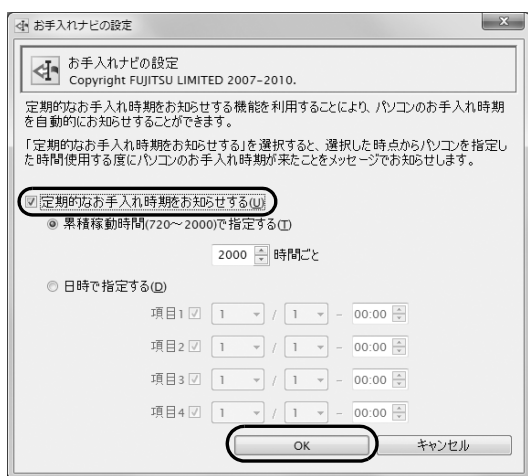 お手入れナビの設定
お手入れナビの設定
Copyright FUJITSU LIMITED 2007-2010.
定期的なお手入れ時期をお知らせする機能を利用することにより、パソコンのお手入れ時期
を自動的にお知らせすることができます。
「定期的なお手入れ時期をお知らせする」を選択すると、選択した時点からパソコンを指定し
た時間使用する度にパソコンのお手入れ時期が来たことをメッセージでお知らせします。
定期的なお手入れ時期をお知らせする(U)
累積稼動時間(720～2000)で指定する(T)
2000 時間ごと
日時で指定する(D)
項目1 1 / 1 - 00:00
項目2 1 / 1 - 00:00
項目3 1 / 1 - 00:00
項目4 1 / 1 - 00:00
OK キャンセル